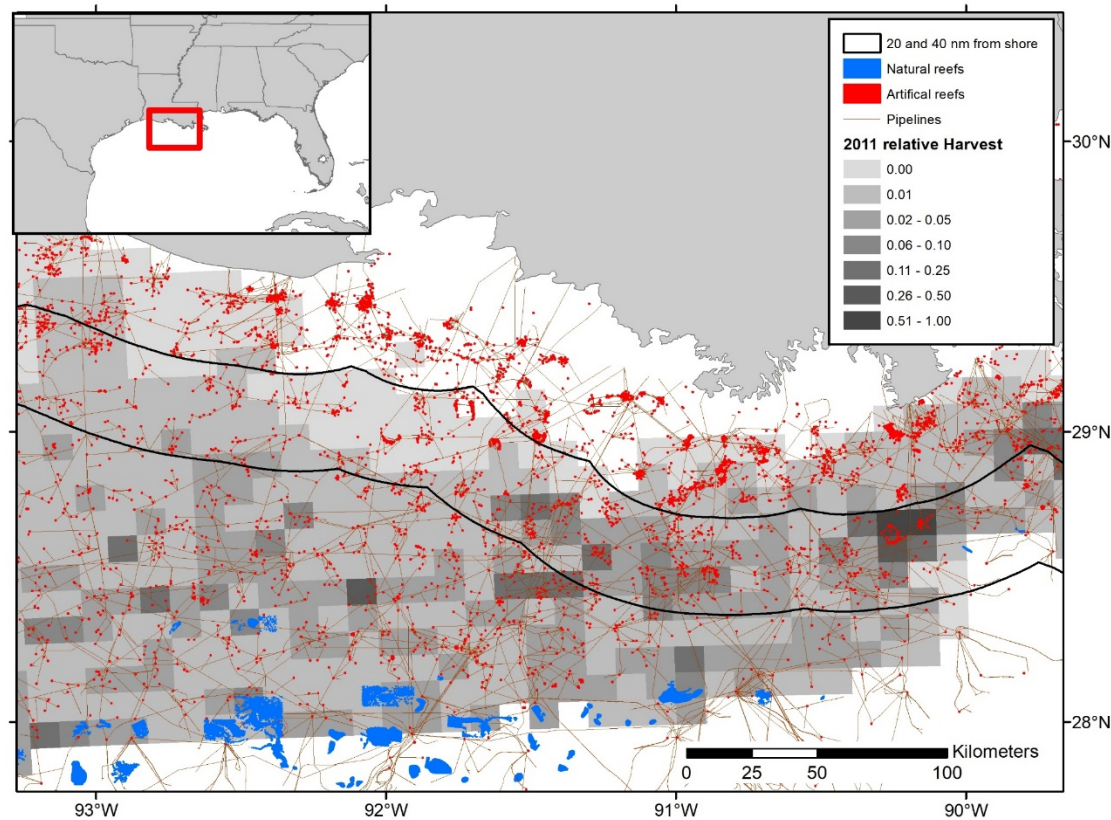 20 and 40 nm from shore
Natural reefs
Artifical reefs
Pipelines
2011 relative Harvest
0.00
0.01
0.02 - 0.05
0.06 - 0.10
0.11 - 0.25
0.26 - 0.50
0.51 - 1.00
30°N
29°N
28°N
Kilometers
0 25 50 100
93°W 92°W 91°W 90°W